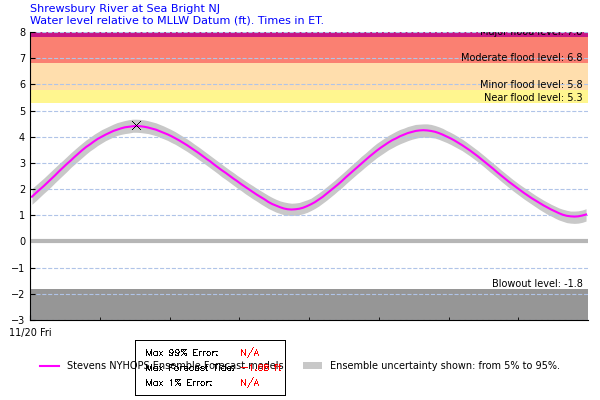 Shrewsbury River at Sea Bright NJ
Water level relative to MLLW Datum (ft). Times in ET.
8
7
6
5
4
3
2
1
0
−1
−2
−3
Moderate flood level: 6.8
Minor flood level: 5.8
Near flood level: 5.3
Blowout level: -1.8
11/20 Fri
Max 99% Error: N/A
Stevens NYHOPS Ensemble Forecast models
Max Forecast Tide: ft
Max 1% Error: N/A
Ensemble uncertainty shown: from 5% to 95%.